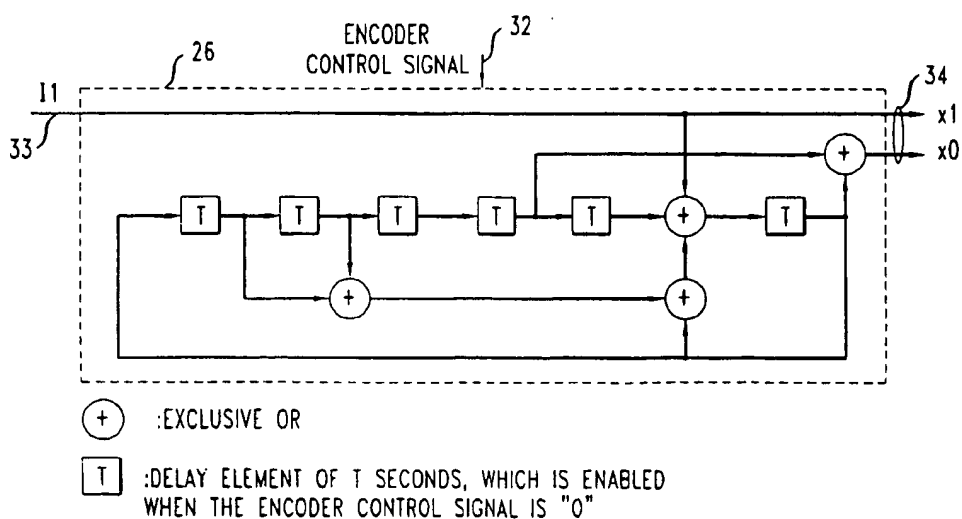 ENCODER
CONTROL SIGNAL
32
26
34
I1
33
x1
x0
+
T
T
T
T
T
+
T
+
+
+ :EXCLUSIVE OR
T :DELAY ELEMENT OF T SECONDS, WHICH IS ENABLED
WHEN THE ENCODER CONTROL SIGNAL IS "0"